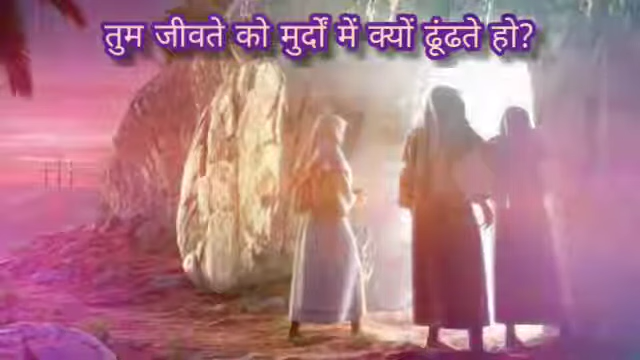 तुम जीवते को मुर्दों में क्यों ढूंढते हो?